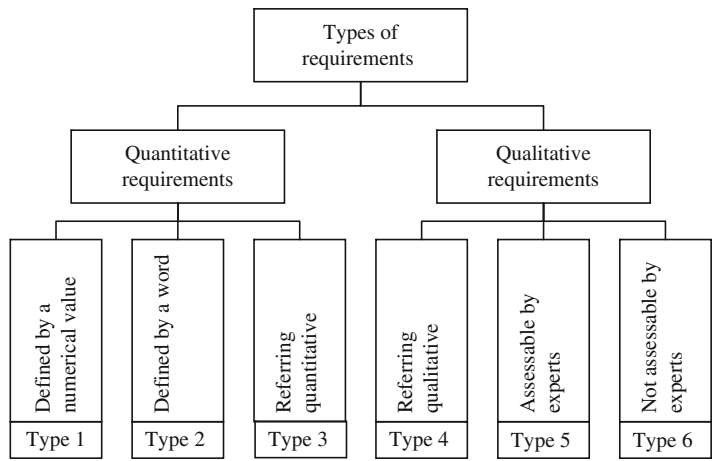 Types of
requirements
Quantitative
requirements
Qualitative
requirements
Defined by a
numerical value
Defined by a word
Referring
quantitative
Referring
qualitative
Assessable by
experts
Not assessable by
experts
Type 1
Type 2
Type 3
Type 4
Type 5
Type 6